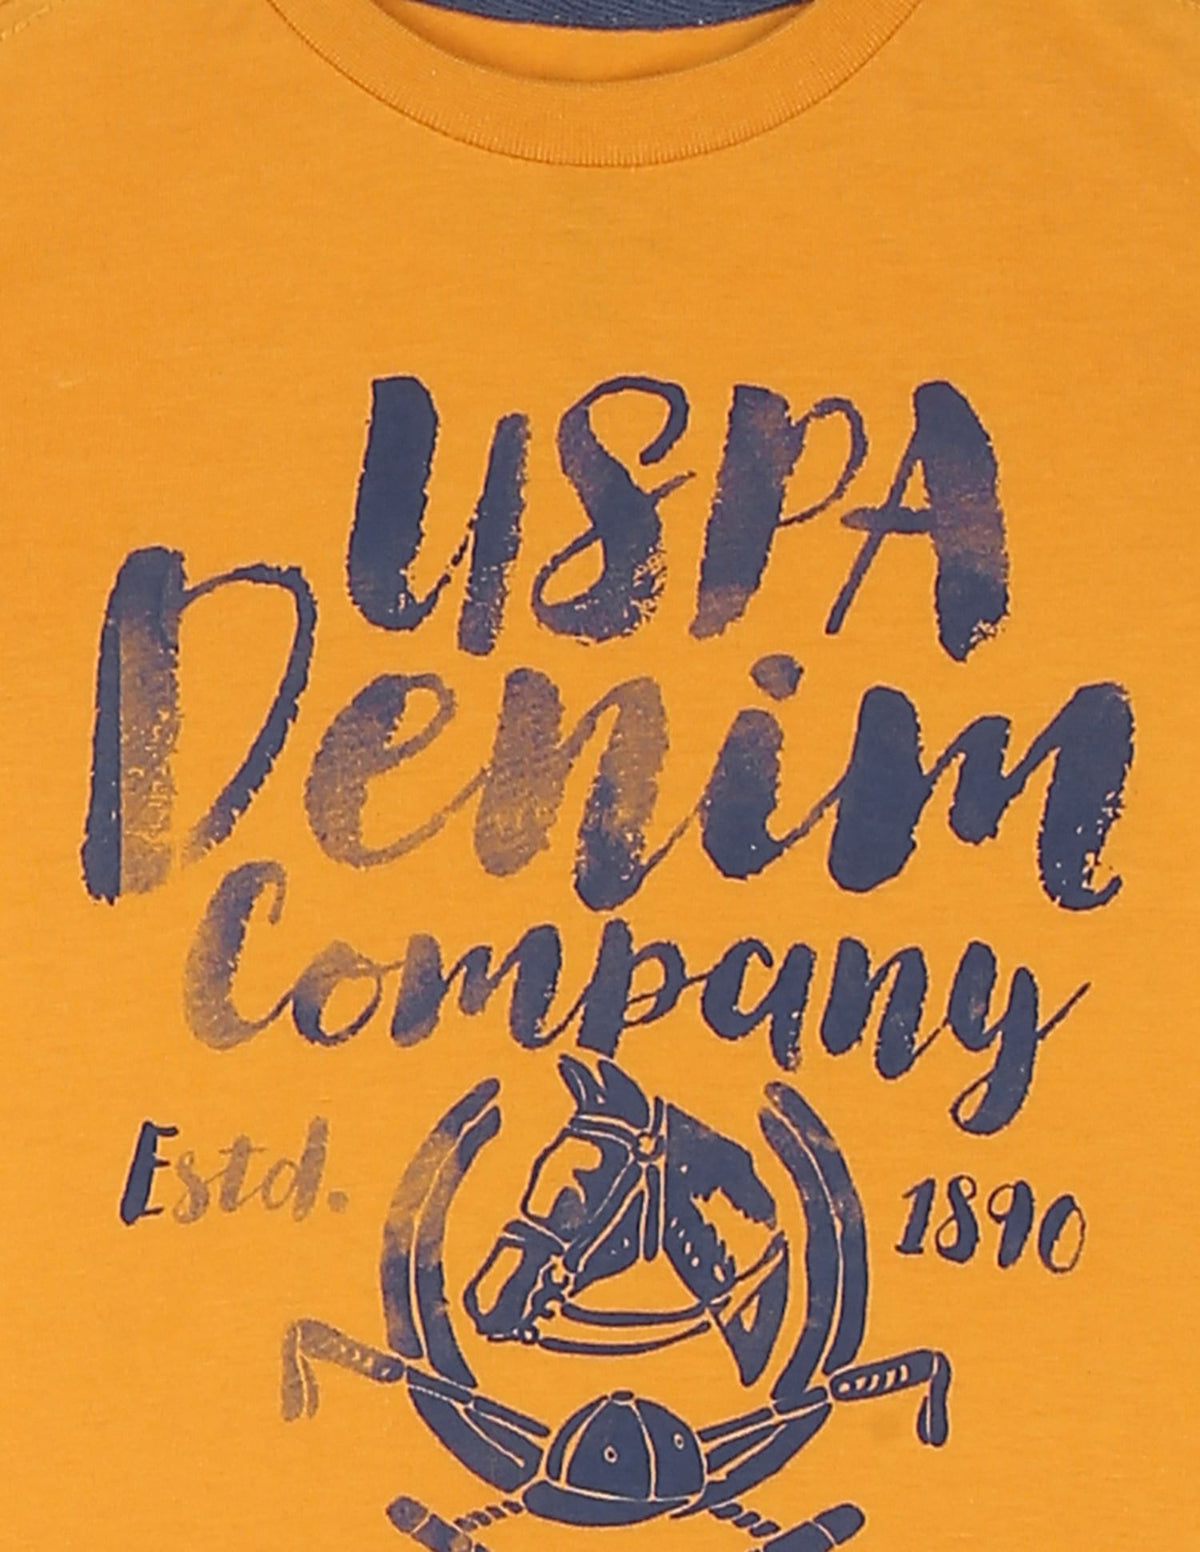 USPA
Denim
Company
Estd. 1890